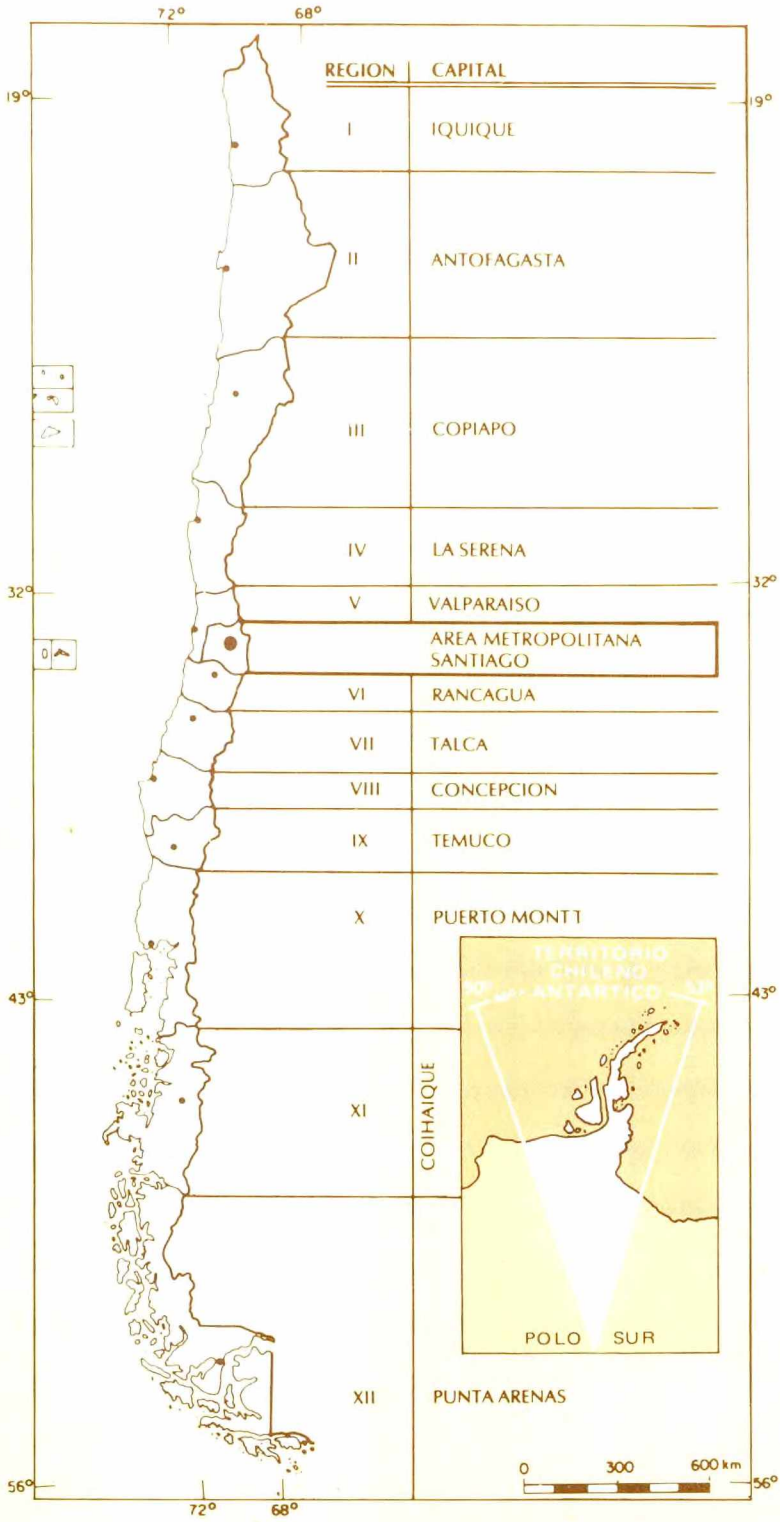 72° 68°
REGION CAPITAL
19° 19°
I IQUIQUE
II ANTOFAGASTA
III COPIAPO
IV LA SERENA
32° 32°
V VALPARAISO
AREA METROPOLITANA
SANTIAGO
VI RANCAGUA
VII TALCA
VIII CONCEPCION
IX TEMUCO
X PUERTO MONTT
TERRITORIO
CHILENO
ANTARTICO
90° 53°
43° 43°
XI COIHAIQUE
POLO SUR
XII PUNTA ARENAS
0 300 600 km
56° 56°
72° 68°